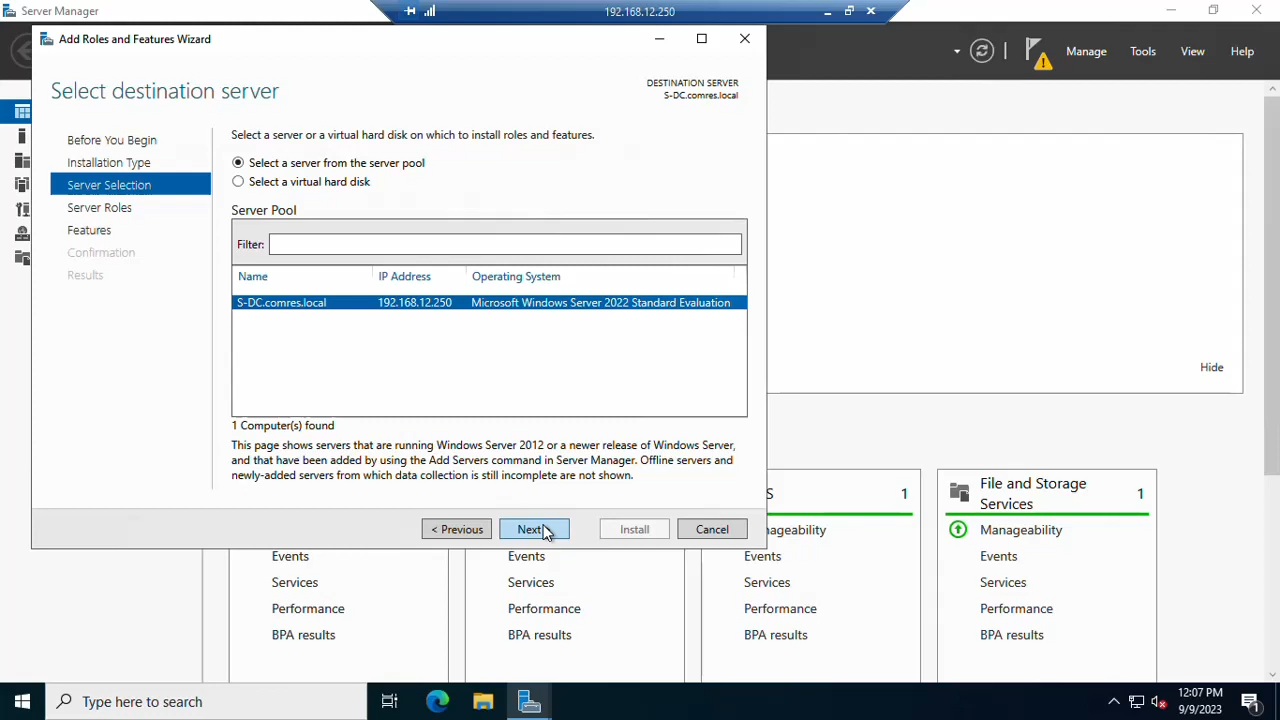 Server Manager
192.168.12.250
Add Roles and Features Wizard
Manage
Tools
View
Help
Select destination server
DESTINATION SERVER
S-DC.comres.local
Before You Begin
Installation Type
Server Selection
Server Roles
Features
Confirmation
Results
Select a server or a virtual hard disk on which to install roles and features.
Select a server from the server pool
Select a virtual hard disk
Server Pool
Filter:
Name IP Address Operating System
S-DC.comres.local 192.168.12.250 Microsoft Windows Server 2022 Standard Evaluation
1 Computer(s) found
This page shows servers that are running Windows Server 2012 or a newer release of Windows Server,
and that have been added by using the Add Servers command in Server Manager. Offline servers and
newly-added servers from which data collection is still incomplete are not shown.
< Previous
Next
Install
Cancel
Hide
S 1
ageability
Events
Services
Performance
BPA results
Events
Services
Performance
BPA results
Events
Services
Performance
BPA results
File and Storage
Services
1
Manageability
Events
Services
Performance
BPA results
Type here to search
12:07 PM
9/9/2023
1